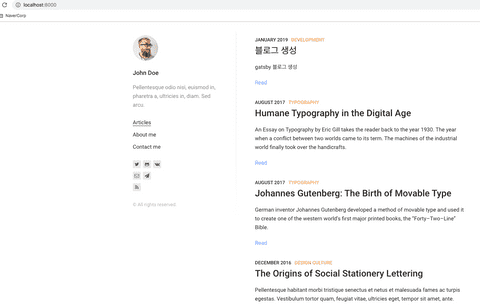 localhost:8000
NaverCorp
John Doe
Pellentesque odio nisi, euismod in,
pharetra a, ultricies in, diam. Sed
arcu.
Articles
About me
Contact me
© All rights reserved.
JANUARY 2019 DEVELOPMENT
블로그 생성
gatsby 블로그 생성
Read
AUGUST 2017 TYPOGRAPHY
Humane Typography in the Digital Age
An Essay on Typography by Eric Gill takes the reader back to the year 1930. The year
when a conflict between two worlds came to its term. The machines of the industrial
world finally took over the handicrafts.
Read
AUGUST 2017 TYPOGRAPHY
Johannes Gutenberg: The Birth of Movable Type
German inventor Johannes Gutenberg developed a method of movable type and used it
to create one of the western world's first major printed books, the "Forty–Two–Line"
Bible.
Read
DECEMBER 2016 DESIGN CULTURE
The Origins of Social Stationery Lettering
Pellentesque habitant morbi tristique senectus et netus et malesuada fames ac turpis
egestas. Vestibulum tortor quam, feugiat vitae, ultricies eget, tempor sit amet, ante.